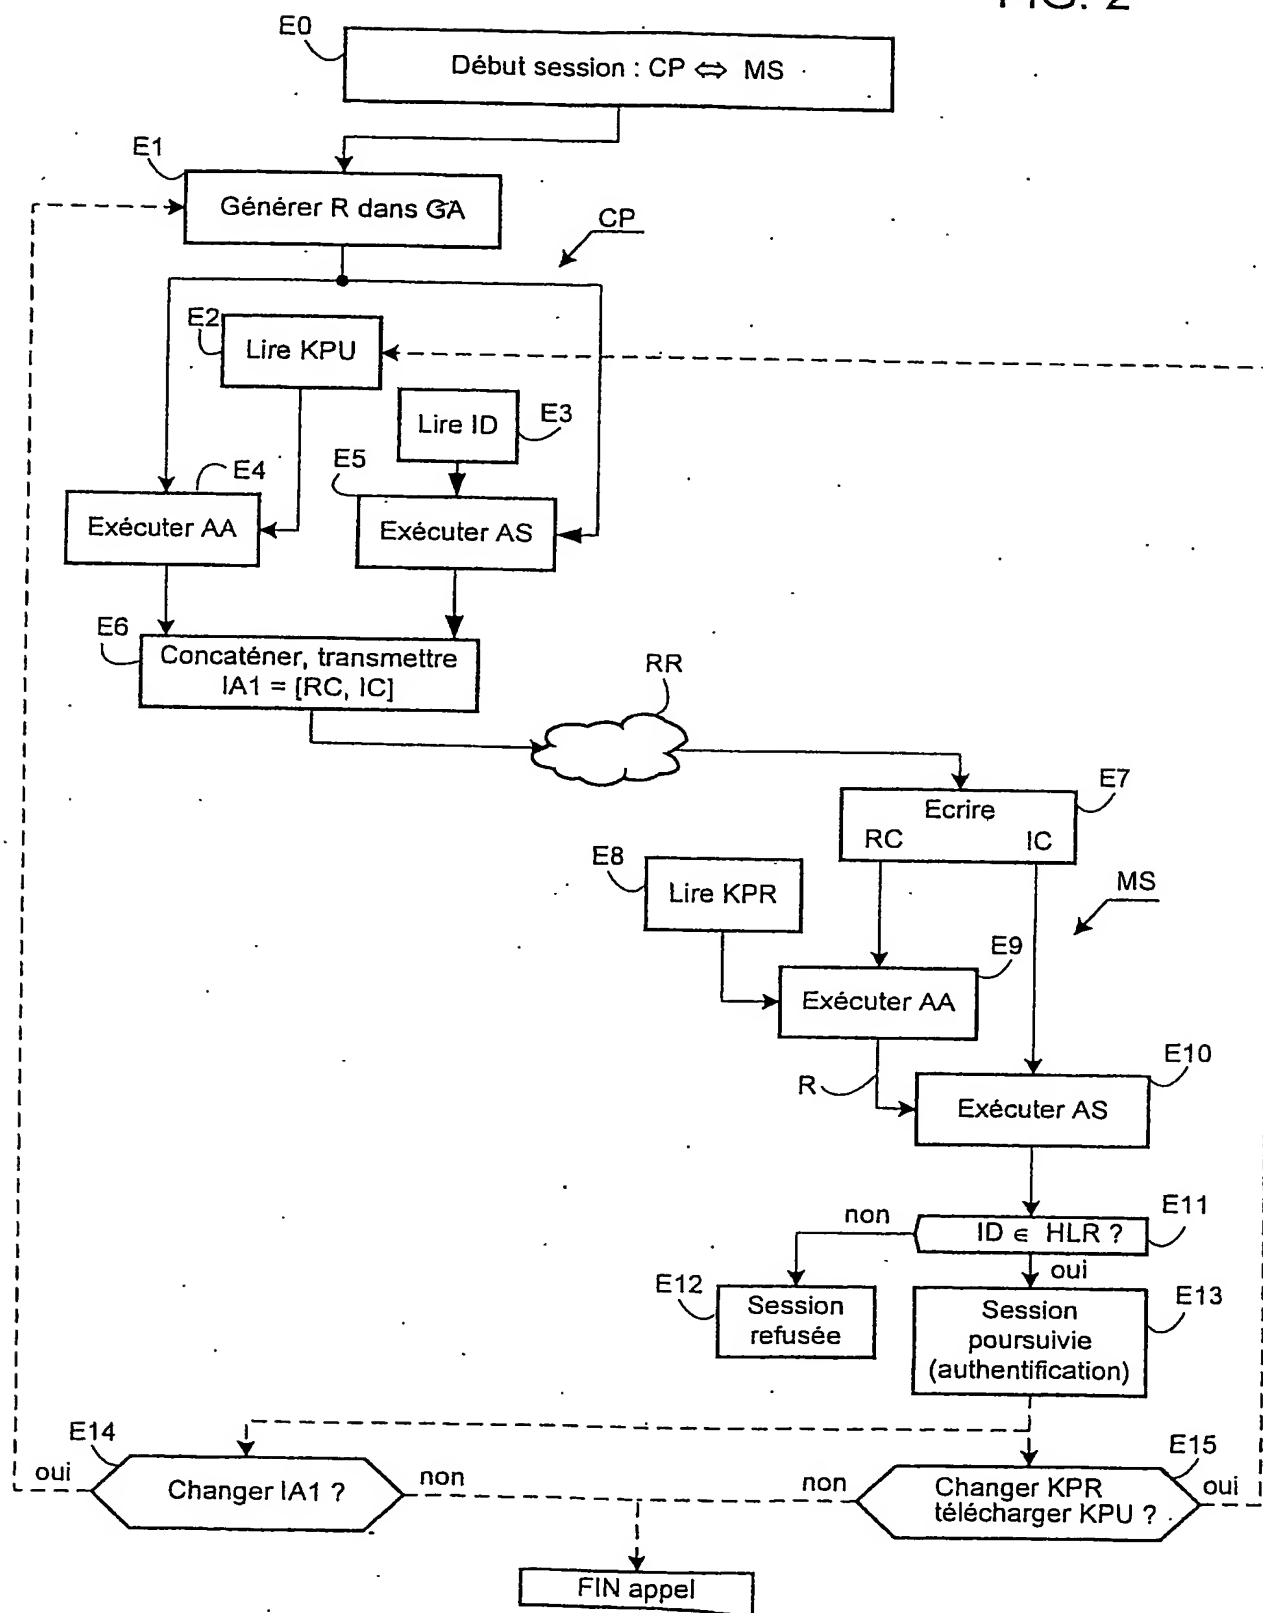 FIG. 2
E0
Début session : CP ⇔ MS
E1
Générer R dans GA
CP
E2
Lire KPU
Lire ID
E3
E4
E5
Exécuter AA
Exécuter AS
E6
Concaténer, transmettre
IA1 = [RC, IC]
RR
E7
Ecrire
RC IC
E8
Lire KPR
MS
E9
Exécuter AA
R
E10
Exécuter AS
E11
non
ID ∈ HLR ?
oui
E12
Session
refusée
E13
Session
poursuivie
(authentification)
E14
oui
Changer IA1 ?
non
non
E15
Changer KPR
télécharger KPU ?
oui
FIN appel